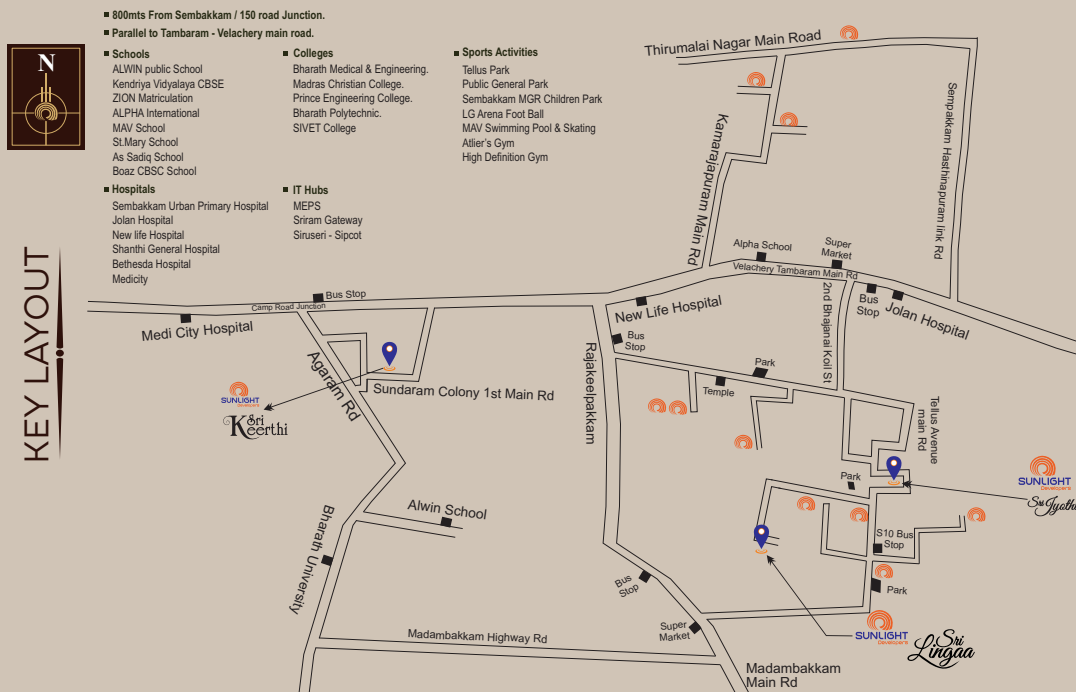 800mts From Sembakkam / 150 road Junction.
Parallel to Tambaram - Velachery main road.
N
Schools
ALWIN public School
Kendriya Vidyalaya CBSE
ZION Matriculation
ALPHA International
MAV School
St.Mary School
As Sadiq School
Boaz CBSC School
Colleges
Bharath Medical & Engineering.
Madras Christian College.
Prince Engineering College.
Bharath Polytechnic.
SIVET College
Sports Activities
Tellus Park
Public General Park
Sembakkam MGR Children Park
LG Arena Foot Ball
MAV Swimming Pool & Skating
Atlier's Gym
High Definition Gym
Hospitals
Sembakkam Urban Primary Hospital
Jolan Hospital
New life Hospital
Shanthi General Hospital
Bethesda Hospital
Medicity
IT Hubs
MEPS
Sriram Gateway
Siruseri - Sipcot
KEY LAYOUT
Thirumalai Nagar Main Road
Sempakkam Hasthinapuram link Rd
Kamarajapuram Main Rd
Alpha School
Super
Market
Velachery Tambaram Main Rd
Bus Stop
Camp Road Junction
Medi City Hospital
New Life Hospital
Bus
Stop
Jolan Hospital
2nd Bhajanai Koil St
Bus
Stop
Park
Temple
Rajakeelpakkam
Agaram Rd
Sundaram Colony 1st Main Rd
SUNLIGHT
Developers
Sri
Keerthi
Tellus Avenue
main Rd
Park
SUNLIGHT
Developers
Sri Jyothi
Alwin School
Bharath University
S10 Bus
Stop
Bus
Stop
Park
Super
Market
Madambakkam Highway Rd
SUNLIGHT
Developers
Sri
Lingaa
Madambakkam
Main Rd